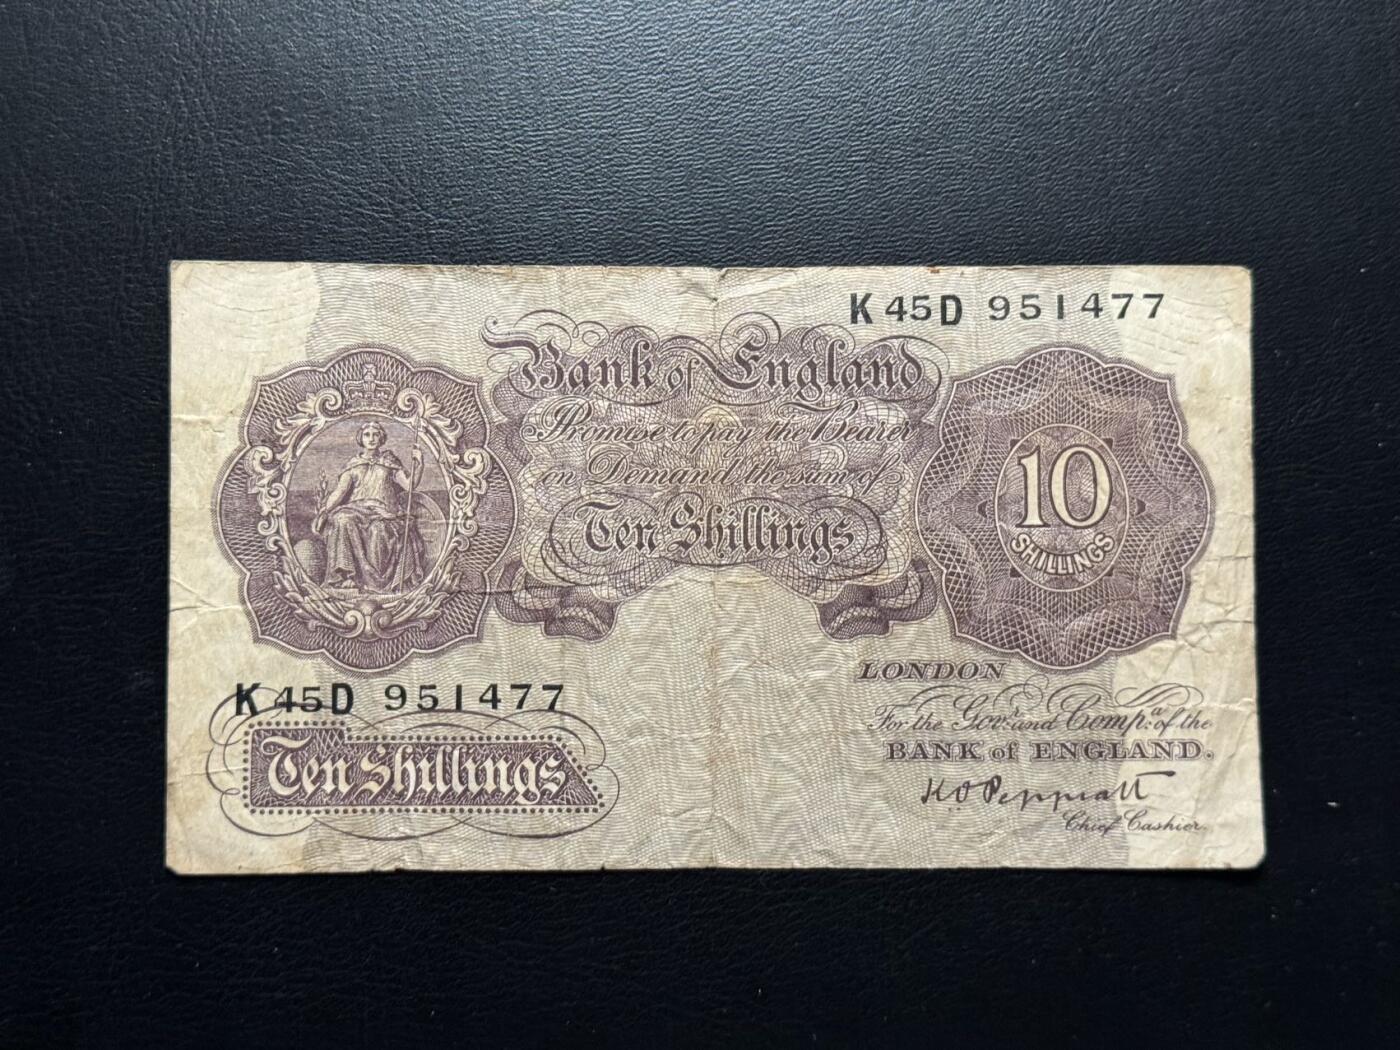 K45D 951477
Bank of England
Promise to pay the Bearer
on Demand the sum of
Ten Shillings
10
SHILLINGS
LONDON
For the Govr. and Compa. of the
BANK of ENGLAND.
K O Peppiatt
Chief Cashier.
K45D 951477
Ten Shillings